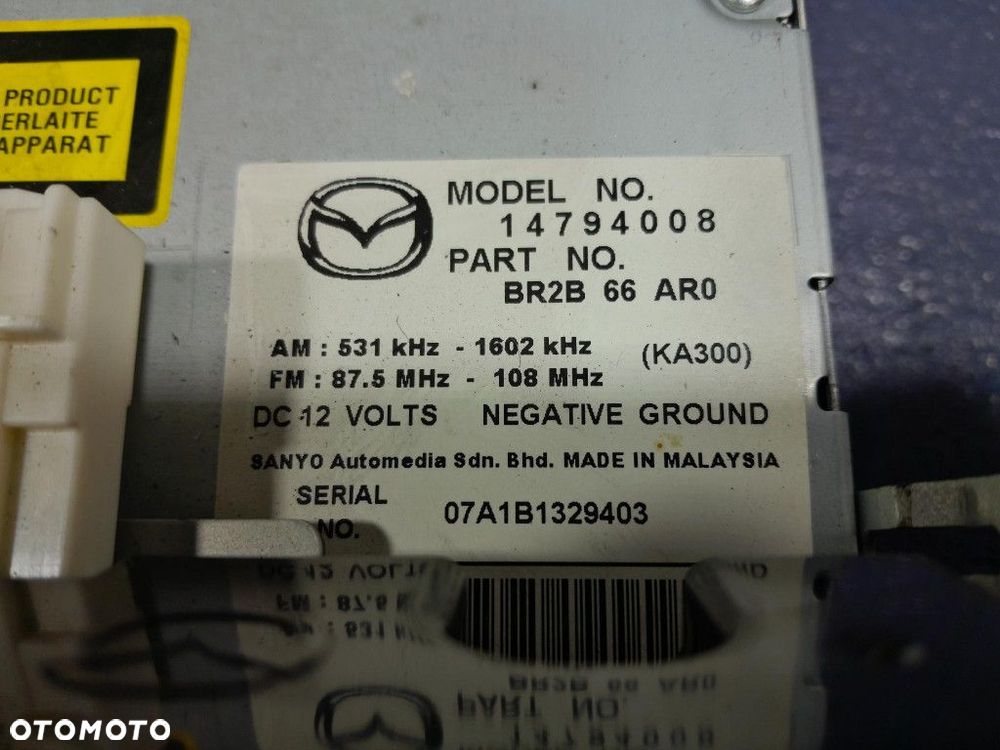 PRODUCT
ERLAITE
APPARAT
MODEL NO.
14794008
PART NO.
BR2B 66 AR0
AM : 531 kHz - 1602 kHz (KA300)
FM : 87.5 MHz - 108 MHz
DC 12 VOLTS NEGATIVE GROUND
SANYO Automedia Sdn. Bhd. MADE IN MALAYSIA
SERIAL
NO. 07A1B1329403
OTOMOTO